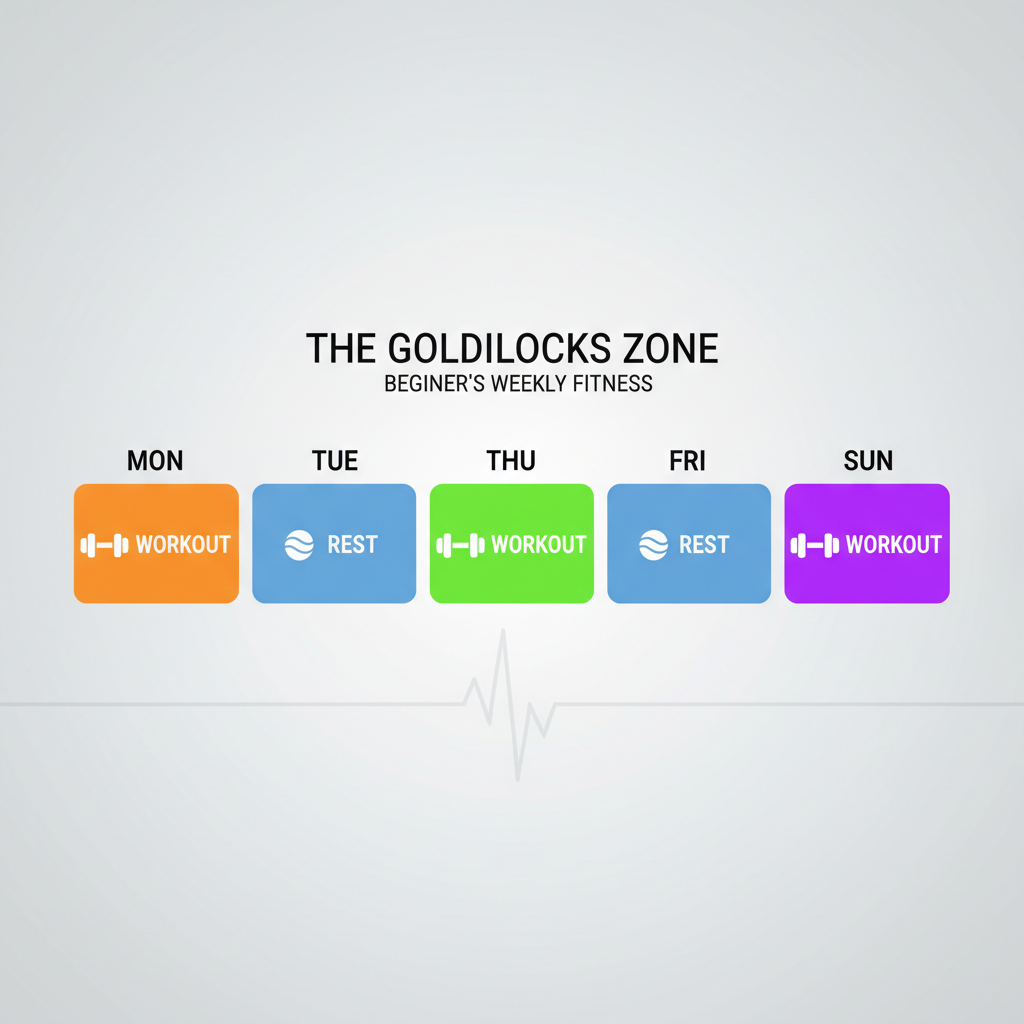 THE GOLDILOCKS ZONE
BEGINER'S WEEKLY FITNESS
MON TUE THU FRI SUN
WORKOUT REST WORKOUT REST WORKOUT